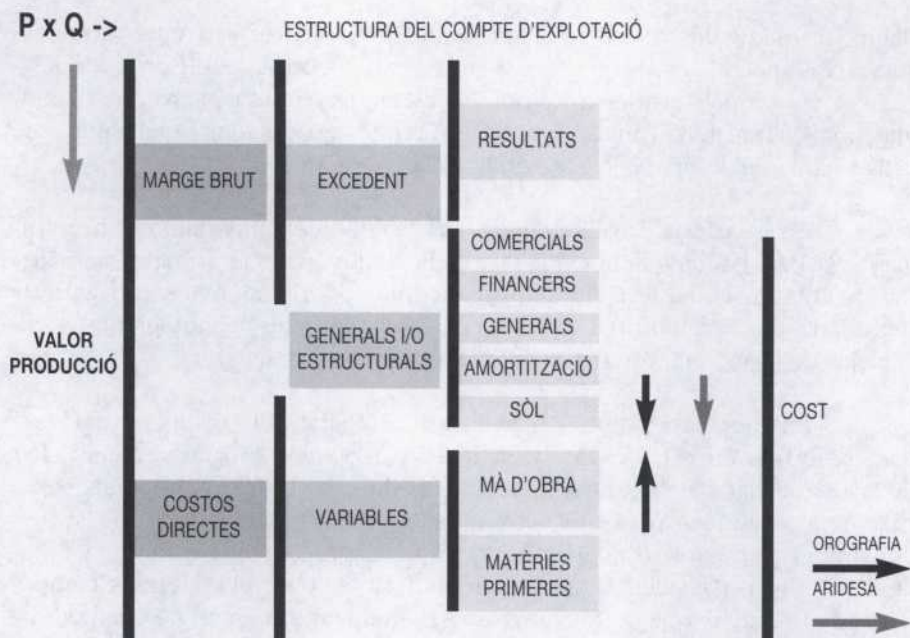 P x Q ->
ESTRUCTURA DEL COMPTE D'EXPLOTACIÓ
RESULTATS
MARGE BRUT
EXCEDENT
COMERCIALS
FINANCERS
VALOR
PRODUCCIÓ
GENERALS I/O
ESTRUCTURALS
GENERALS
AMORTITZACIÓ
SÒL
COST
COSTOS
DIRECTES
VARIABLES
MÀ D'OBRA
MATÈRIES
PRIMERES
OROGRAFIA
ARIDESA